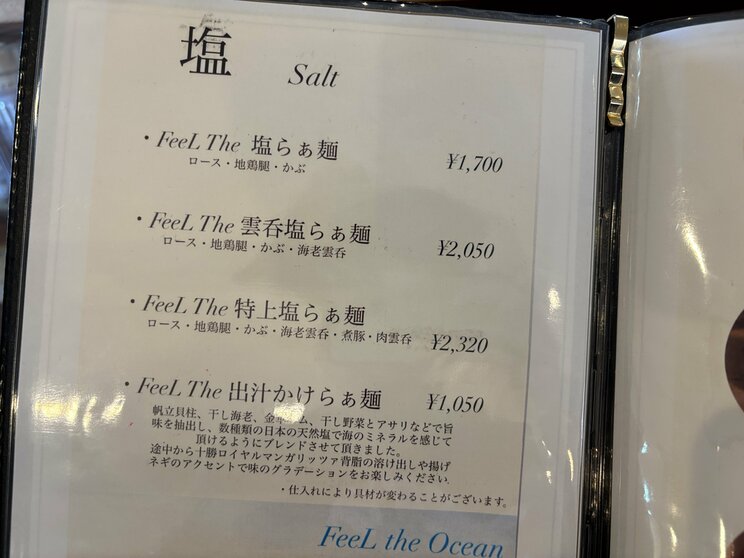 塩 Salt
・FeeL The 塩らぁ麺 ¥1,700
ロース・地鶏腿・かぶ
・FeeL The 雲呑塩らぁ麺 ¥2,050
ロース・地鶏腿・かぶ・海老雲呑
・FeeL The 特上塩らぁ麺 ¥2,320
ロース・地鶏腿・かぶ・海老雲呑・煮豚・肉雲呑
・FeeL The 出汁かけらぁ麺 ¥1,050
帆立貝柱、干し海老、金華ハム、干し野菜とアサリなどで旨
味を抽出し、数種類の日本の天然塩で海のミネラルを感じて
頂けるようにブレンドさせて頂きました。
途中から十勝ロイヤルマンガリッツァ背脂の溶け出しや揚げ
ネギのアクセントで味のグラデーションをお楽しみください.
・仕入れにより具材が変わることがございます。
FeeL the Ocean